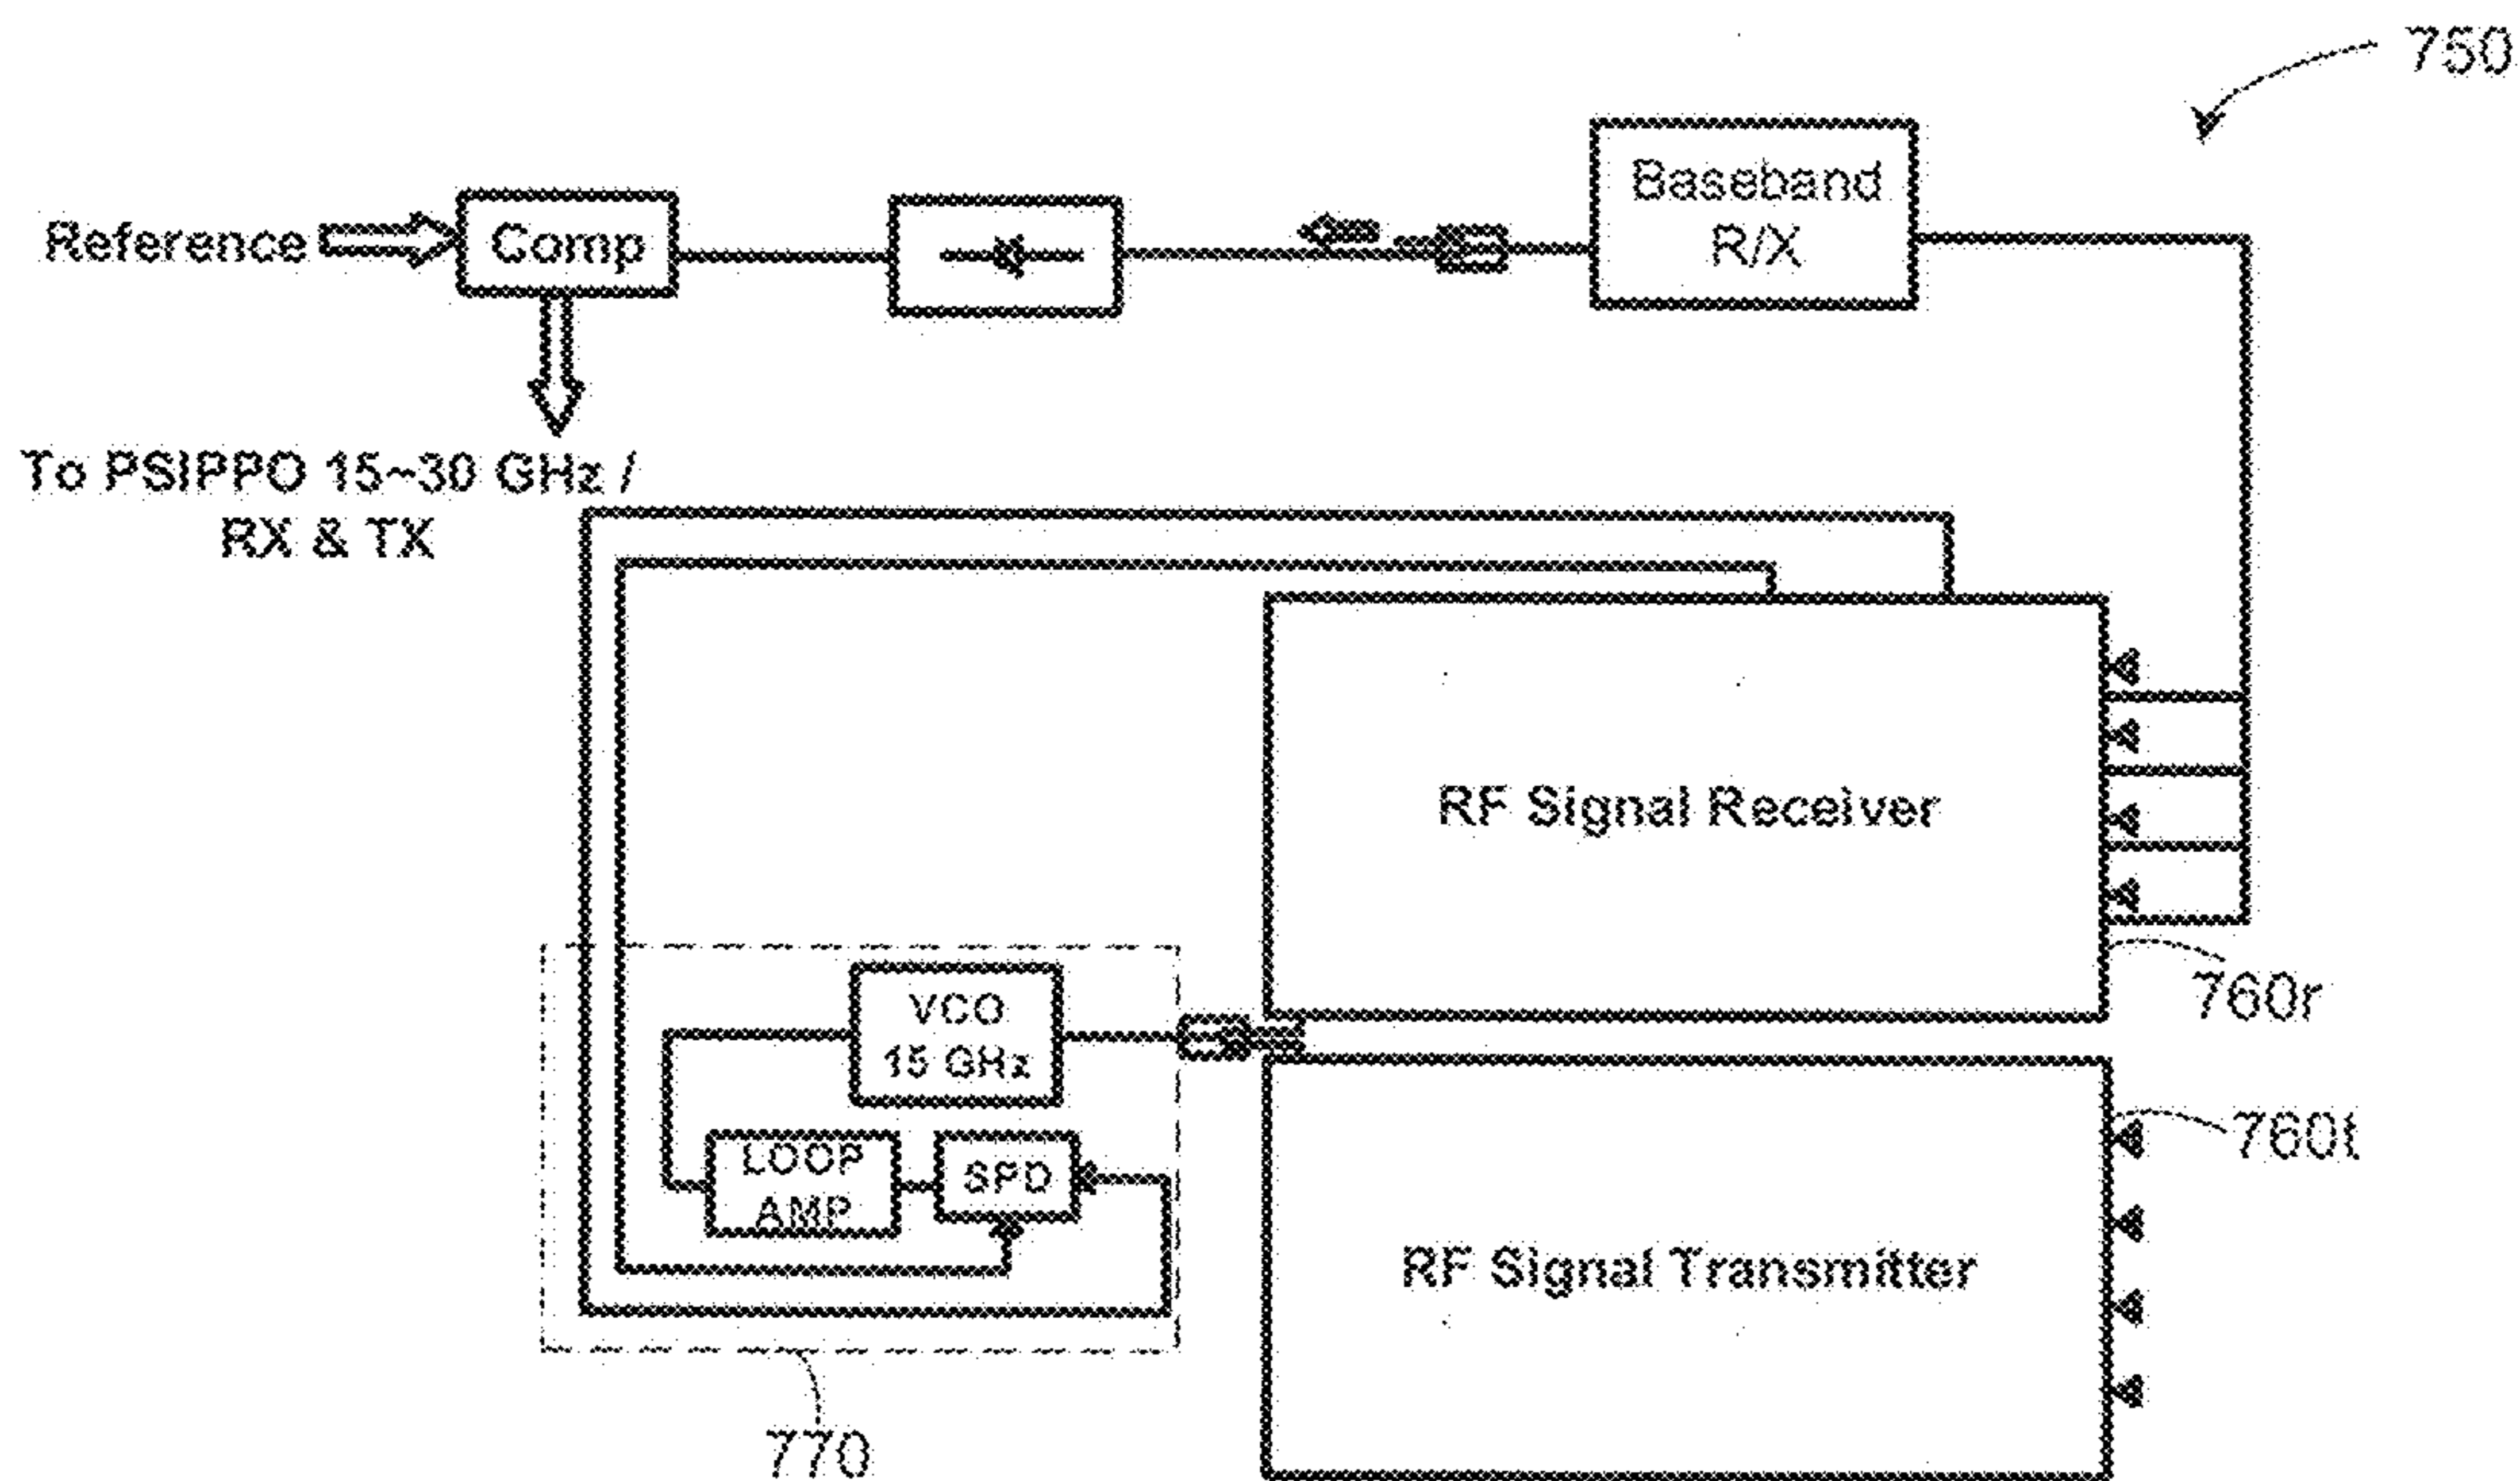 750
Baseband
R/X
Reference
Comp
To PSIPPO 15~30 GHz /
RX & TX
RF Signal Receiver
760r
VCO
15 GHz
760t
LOOP
AMP
SPD
RF Signal Transmitter
770